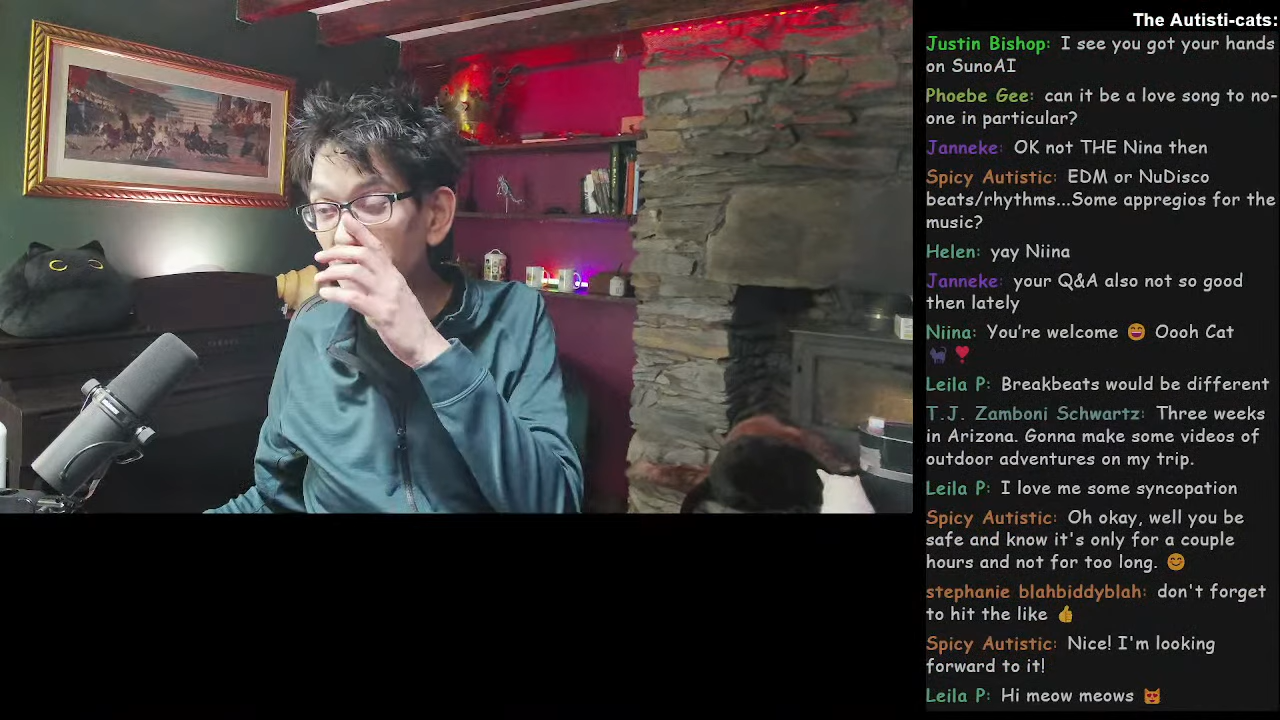 The Autisti-cats:
Justin Bishop: I see you got your hands
on SunoAI
Phoebe Gee: can it be a love song to no-
one in particular?
Janneke: OK not THE Nina then
Spicy Autistic: EDM or NuDisco
beats/rhythms...Some appregios for the
music?
Helen: yay Niina
Janneke: your Q&A also not so good
then lately
Niina: You're welcome 😄 Oooh Cat
🐈‍⬛ ❣️
Leila P: Breakbeats would be different
T.J. Zamboni Schwartz: Three weeks
in Arizona. Gonna make some videos of
outdoor adventures on my trip.
Leila P: I love me some syncopation
Spicy Autistic: Oh okay, well you be
safe and know it's only for a couple
hours and not for too long. 😊
stephanie blahbiddyblah: don't forget
to hit the like 👍
Spicy Autistic: Nice! I'm looking
forward to it!
Leila P: Hi meow meows 😻